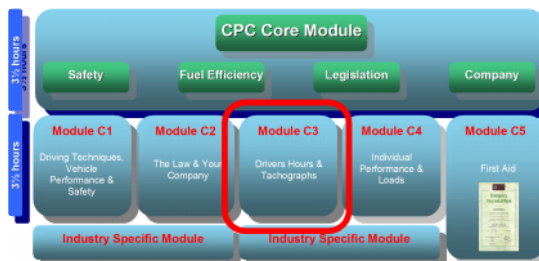 CPC Core Module
3½ hours
Safety
Fuel Efficiency
Legislation
Company
3½ hours
Module C1
Driving Techniques,
Vehicle
Performance &
Safety
Module C2
The Law & Your
Company
Module C3
Drivers Hours &
Tachographs
Module C4
Individual
Performance &
Loads
Module C5
First Aid
Industry Specific Module
Industry Specific Module